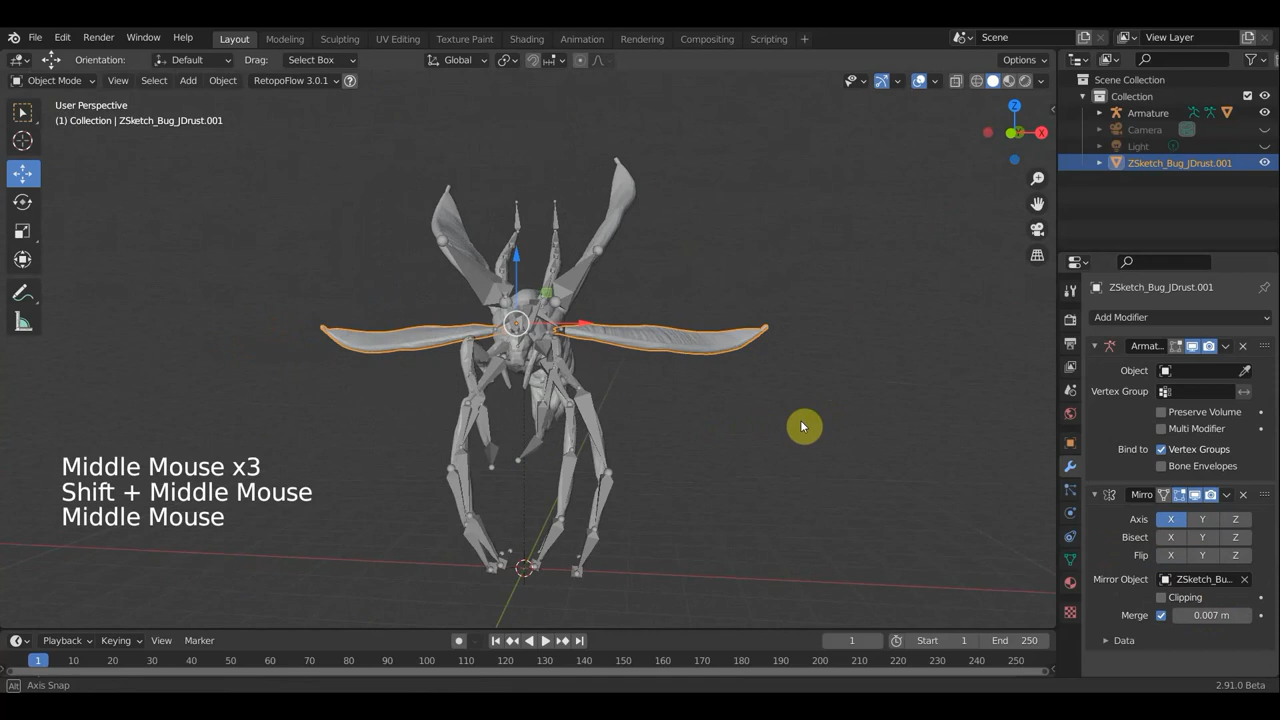 File Edit Render Window Help Layout Modeling Sculpting UV Editing Texture Paint Shading Animation Rendering Compositing Scripting + Scene View Layer
Orientation: Default Drag: Select Box Global Options
Object Mode View Select Add Object RetopoFlow 3.0.1 ?
User Perspective
(1) Collection | ZSketch_Bug_JDrust.001
Z
X
Scene Collection
Collection
Armature
Camera
Light
ZSketch_Bug_JDrust.001
ZSketch_Bug_JDrust.001
Add Modifier
Armat...
Object
Vertex Group
Preserve Volume
Multi Modifier
Bind to Vertex Groups
Bone Envelopes
Mirro
Axis X Y Z
Bisect X Y Z
Flip X Y Z
Mirror Object ZSketch_Bu...
Clipping
Merge 0.007 m
Data
Middle Mouse x3
Shift + Middle Mouse
Middle Mouse
Playback Keying View Marker 1 Start 1 End 250
1 10 20 30 40 50 60 70 80 90 100 110 120 130 140 150 160 170 180 190 200 210 220 230 240 250
Alt Axis Snap 2.91.0 Beta